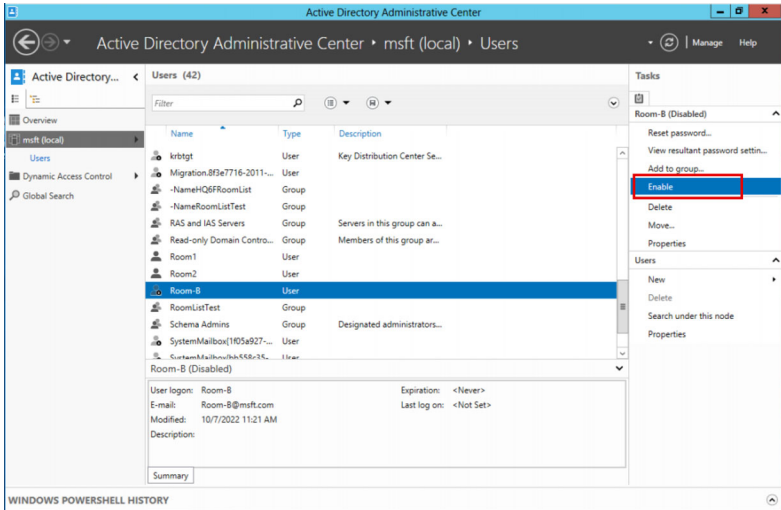 Active Directory Administrative Center
Active Directory Administrative Center • msft (local) • Users
Manage
Help
Active Directory...
Overview
msft (local)
Users
Dynamic Access Control
Global Search
Users (42)
Filter
Name Type Description
krbtgt User Key Distribution Center Se...
Migration.8f3e7716-2011-... User
-NameHQ6FRoomList Group
-NameRoomListTest Group
RAS and IAS Servers Group Servers in this group can a...
Read-only Domain Contro... Group Members of this group ar...
Room1 User
Room2 User
Room-B User
RoomListTest Group
Schema Admins Group Designated administrators...
SystemMailbox{1f05a927-... User
SystemMailbox{bb558c35- User
Room-B (Disabled)
User logon: Room-B Expiration: <Never>
E-mail: Room-B@msft.com Last log on: <Not Set>
Modified: 10/7/2022 11:21 AM
Description:
Summary
Tasks
Room-B (Disabled)
Reset password...
View resultant password settin...
Add to group...
Enable
Delete
Move...
Properties
Users
New
Delete
Search under this node
Properties
WINDOWS POWERSHELL HISTORY